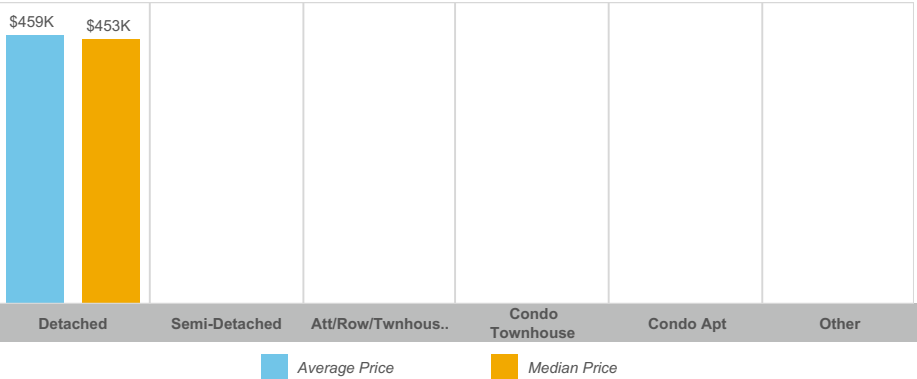 $459K
$453K
Detached
Semi-Detached
Att/Row/Twnhous..
Condo
Townhouse
Condo Apt
Other
Average Price
Median Price